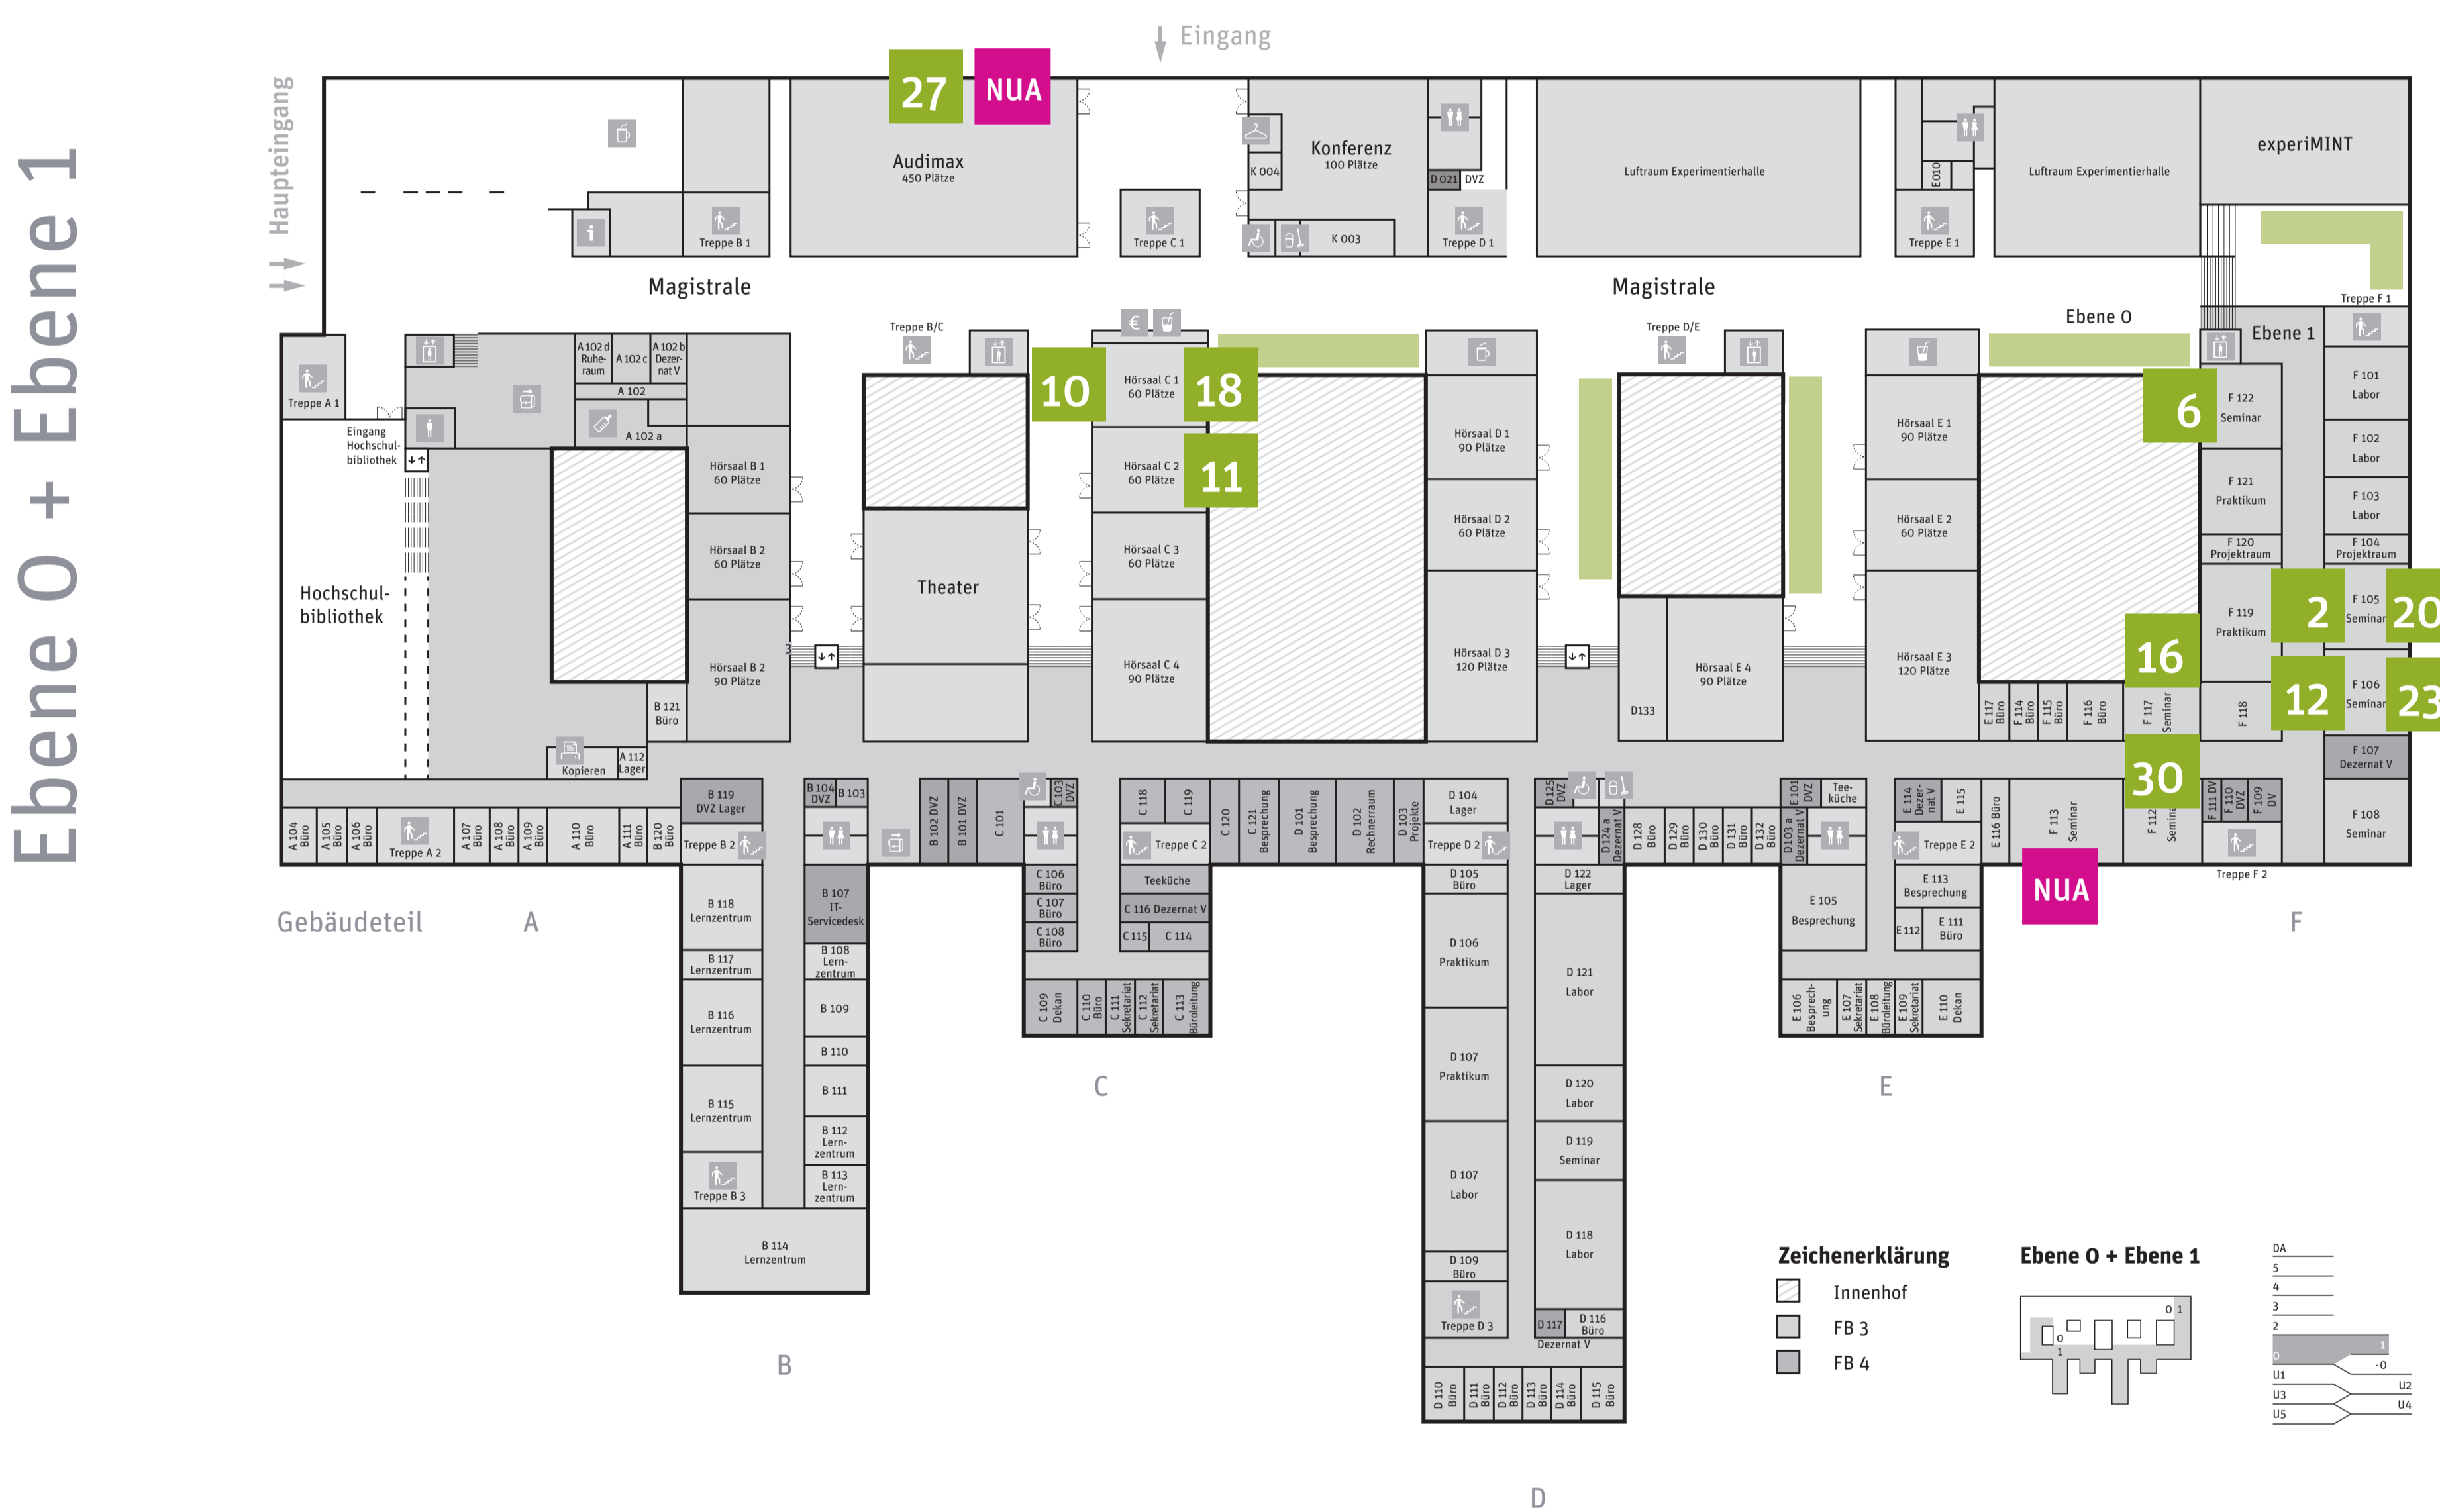 Ebene 0 + Ebene 1
Haupteingang
Eingang
27
NUA
Audimax
450 Plätze
Treppe B 1
Treppe C 1
K 004
Konferenz
100 Plätze
K 003
D 021
DVZ
Treppe D 1
Luftraum Experimentierhalle
E010
Treppe E 1
Luftraum Experimentierhalle
experiMINT
Magistrale
Magistrale
Ebene 0
Treppe F 1
Ebene 1
Treppe A 1
Eingang
Hochschul-
bibliothek
A 102 d
Ruhe-
raum
A 102 c
A 102 b
Dezer-
nat V
A 102
A 102 a
Hochschul-
bibliothek
Hörsaal B 1
60 Plätze
Hörsaal B 2
60 Plätze
Hörsaal B 2
90 Plätze
3
B 121
Büro
Kopieren
A 112
Lager
Treppe B/C
Theater
€
10
Hörsaal C 1
60 Plätze
18
Hörsaal C 2
60 Plätze
11
Hörsaal C 3
60 Plätze
Hörsaal C 4
90 Plätze
Hörsaal D 1
90 Plätze
Hörsaal D 2
60 Plätze
Hörsaal D 3
120 Plätze
Treppe D/E
D133
Hörsaal E 4
90 Plätze
Hörsaal E 1
90 Plätze
Hörsaal E 2
60 Plätze
Hörsaal E 3
120 Plätze
6
F 122
Seminar
F 121
Praktikum
F 120
Projektraum
F 119
Praktikum
F 118
F 101
Labor
F 102
Labor
F 103
Labor
F 104
Projektraum
2
F 105
Seminar
20
12
F 106
Seminar
23
F 107
Dezernat V
F 108
Seminar
16
E 117
Büro
F 114
Büro
F 115
Büro
F 116
Büro
F 117
Seminar
30
A 104
Büro
A 105
Büro
A 106
Büro
Treppe A 2
A 107
Büro
A 108
Büro
A 109
Büro
A 110
Büro
A 111
Büro
B 120
Büro
B 119
DVZ Lager
Treppe B 2
B 104
DVZ
B 103
B 102 DVZ
B 101 DVZ
C 101
C 103
DVZ
C 118
C 119
Treppe C 2
C 120
C 121
Besprechung
D 101
Besprechung
D 102
Rechnerraum
D 103
Projekte
D 104
Lager
Treppe D 2
D 125
DVZ
D 124 a
Dezernat V
D 128
Büro
D 129
Büro
D 130
Büro
D 131
Büro
D 132
Büro
E 101
DVZ
Tee-
küche
D 103 a
Dezernat V
E 114
Dezer-
nat V
E 115
Treppe E 2
E 116 Büro
F 113
Seminar
F 112
F 111 DV
F 110
DVZ
F 109
DV
Treppe F 2
NUA
B 118
Lernzentrum
B 117
Lernzentrum
B 116
Lernzentrum
B 115
Lernzentrum
Treppe B 3
B 114
Lernzentrum
B 107
IT-
Servicedesk
B 108
Lern-
zentrum
B 109
B 110
B 111
B 112
Lern-
zentrum
B 113
Lern-
zentrum
C 106
Büro
C 107
Büro
C 108
Büro
Teeküche
C 116 Dezernat V
C 115
C 114
C 109
Dekan
C 110
Büro
C 111
Sekretariat
C 112
Sekretariat
C 113
Büroleitung
D 105
Büro
D 106
Praktikum
D 107
Praktikum
D 107
Labor
D 109
Büro
Treppe D 3
D 122
Lager
D 121
Labor
D 120
Labor
D 119
Seminar
D 118
Labor
D 117
D 116
Büro
Dezernat V
D 110
Büro
D 111
Büro
D 112
Büro
D 113
Büro
D 114
Büro
D 115
Büro
E 105
Besprechung
E 113
Besprechung
E 112
E 111
Büro
E 106
Besprech-
ung
E 107
Sekretariat
E 108
Büroleitung
E 109
Sekretariat
E 110
Dekan
Gebäudeteil
A
B
C
D
E
F
Zeichenerklärung
Innenhof
FB 3
FB 4
Ebene 0 + Ebene 1
0 1
0
1
DA
5
4
3
2
1
0
-0
U1
U2
U3
U4
U5